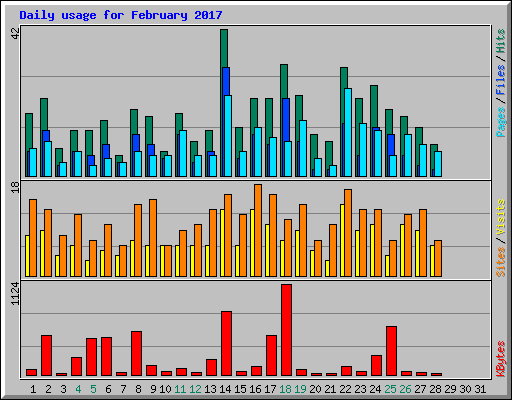 Daily usage for February 2017
42
Pages / Files / Hits
18
Sites / Visits
1124
KBytes
1 2 3 4 5 6 7 8 9 10 11 12 13 14 15 16 17 18 19 20 21 22 23 24 25 26 27 28 29 30 31